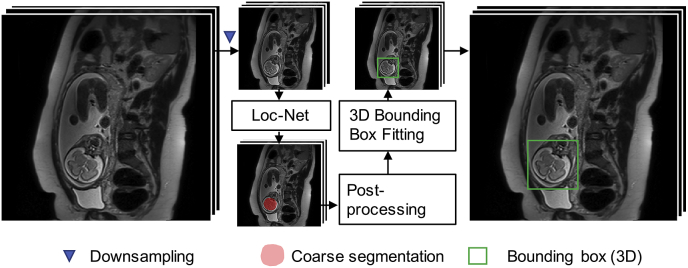 Loc-Net
3D Bounding
Box Fitting
Post-
processing
Downsampling
Coarse segmentation
Bounding box (3D)